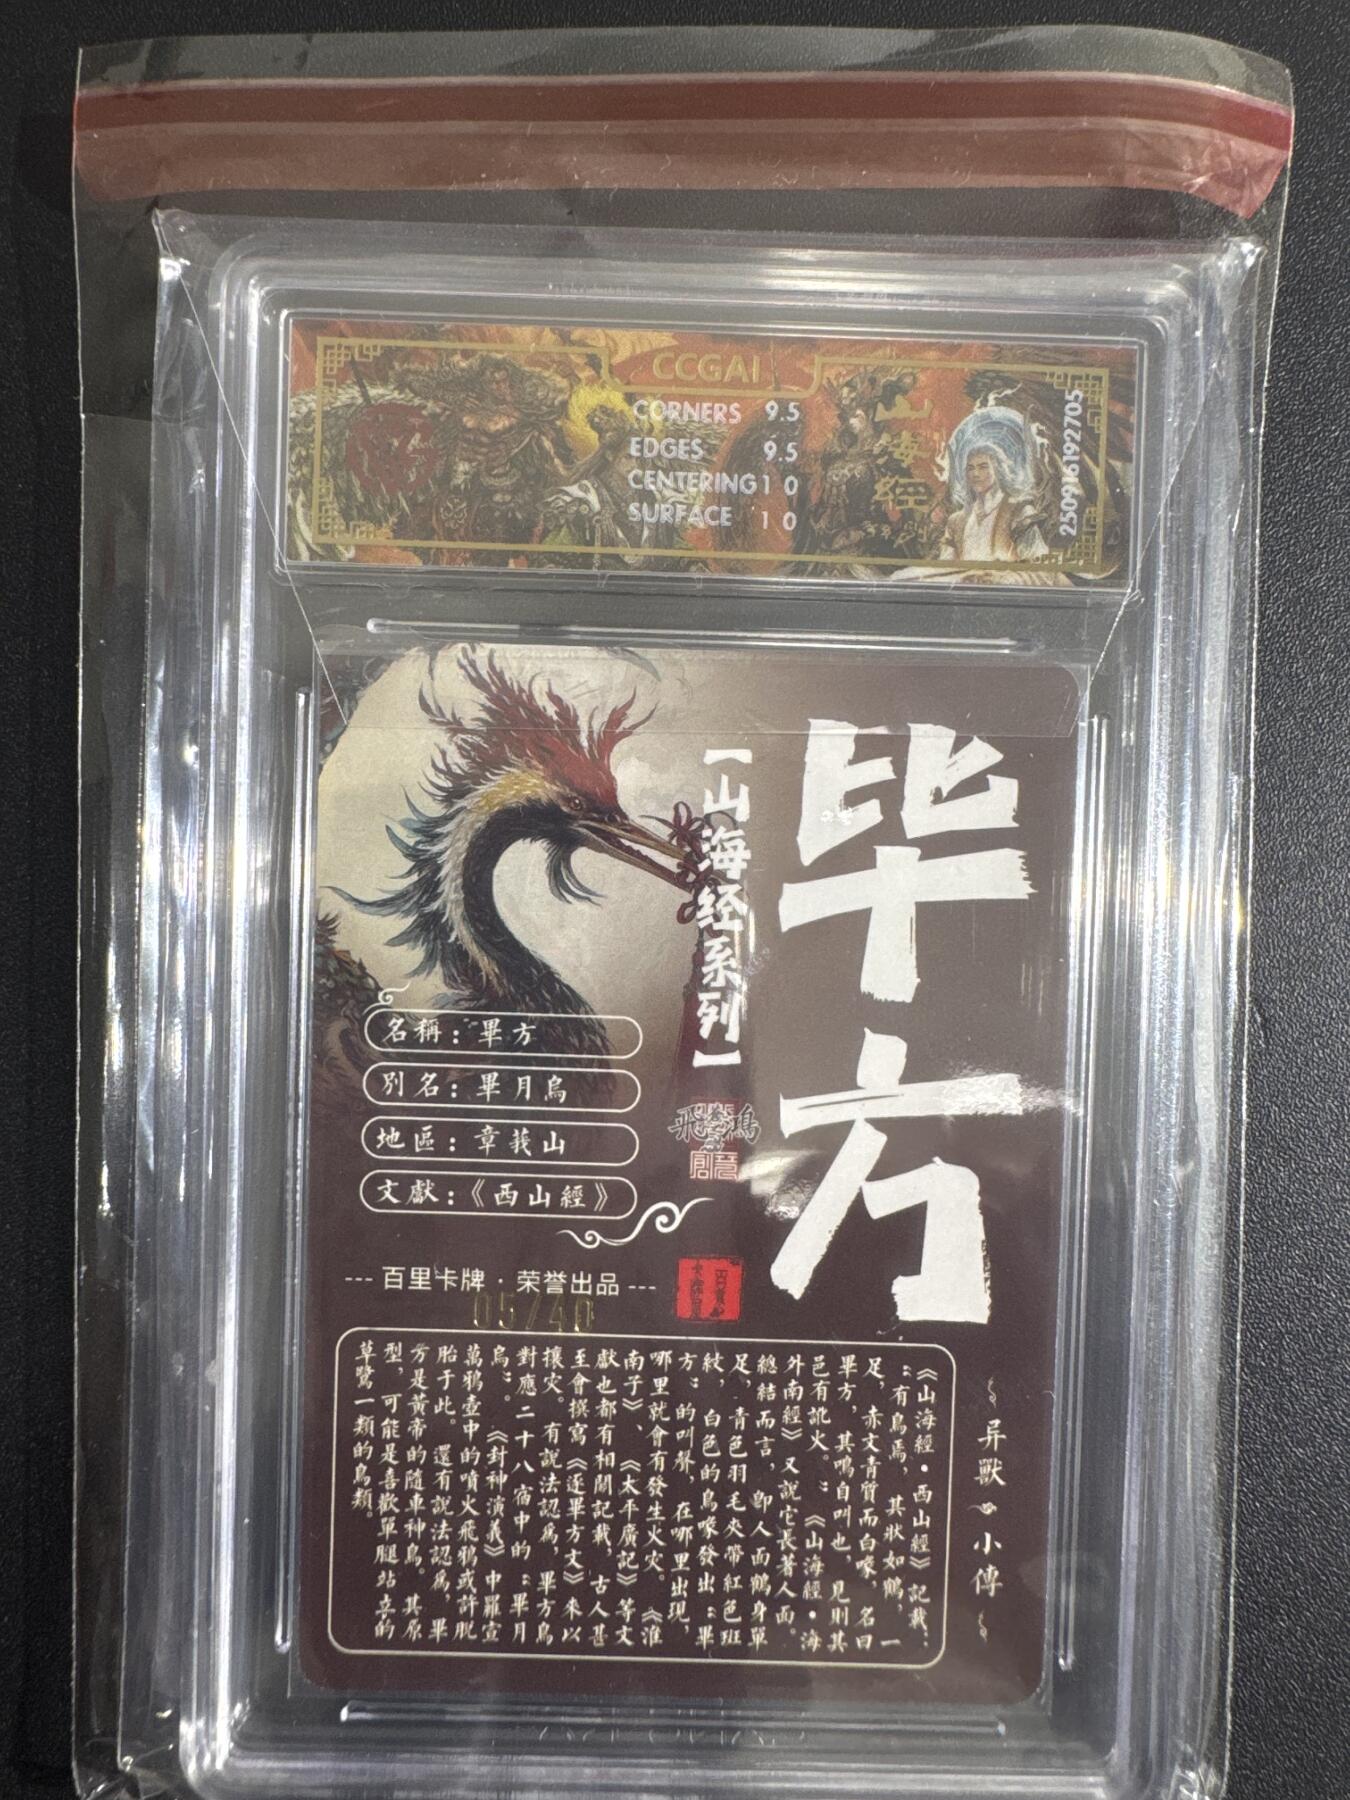 CCGAI
CORNERS 9.5
EDGES 9.5
CENTERING 10
SURFACE 10
山海經
250916192705
毕方
【山海经系列】
名稱：畢方
別名：畢月烏
地區：章莪山
文獻：《西山經》
飛鴻
--- 百里卡牌 · 荣誉出品 ---
05/40
异獸小傳
《山海經·西山經》記載：
“有鳥焉，其狀如鶴，一
足，赤文青質而白喙，名曰
畢方，其鳴自叫也，見則其
邑有訛火。”；《山海經·海
外南經》又說它長著人面。
總結而言，卽人面鶴身單
足，青色羽毛夾帶紅色斑
紋，白色的鳥喙發出“畢
方”的叫聲，在哪里出現，
哪里就會有發生火灾。《淮
南子》、《太平廣記》等文
獻也都有相關記載，古人甚
至會撰寫《逐畢方文》來以
攘灾。有説法認爲，畢方鳥
對應二十八宿中的“畢月
烏”。《封神演義》中羅宣
萬鴉壺中的噴火飛鴉或許脱
胎于此。還有説法認爲，畢
方是黃帝的隨車神鳥。其原
型，可能是喜歡單腿站立的
草鷺一類的鳥類。